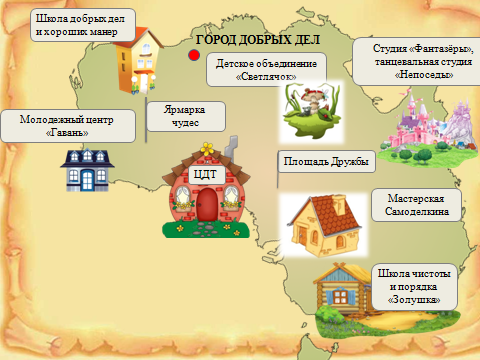 Школа добрых дел
и хороших манер
ГОРОД ДОБРЫХ ДЕЛ
Детское объединение
«Светлячок»
Студия «Фантазёры»,
танцевальная студия
«Непоседы»
Ярмарка
чудес
Молодежный центр
«Гавань»
ЦДТ
Площадь Дружбы
Мастерская
Самоделкина
Школа чистоты
и порядка
«Золушка»